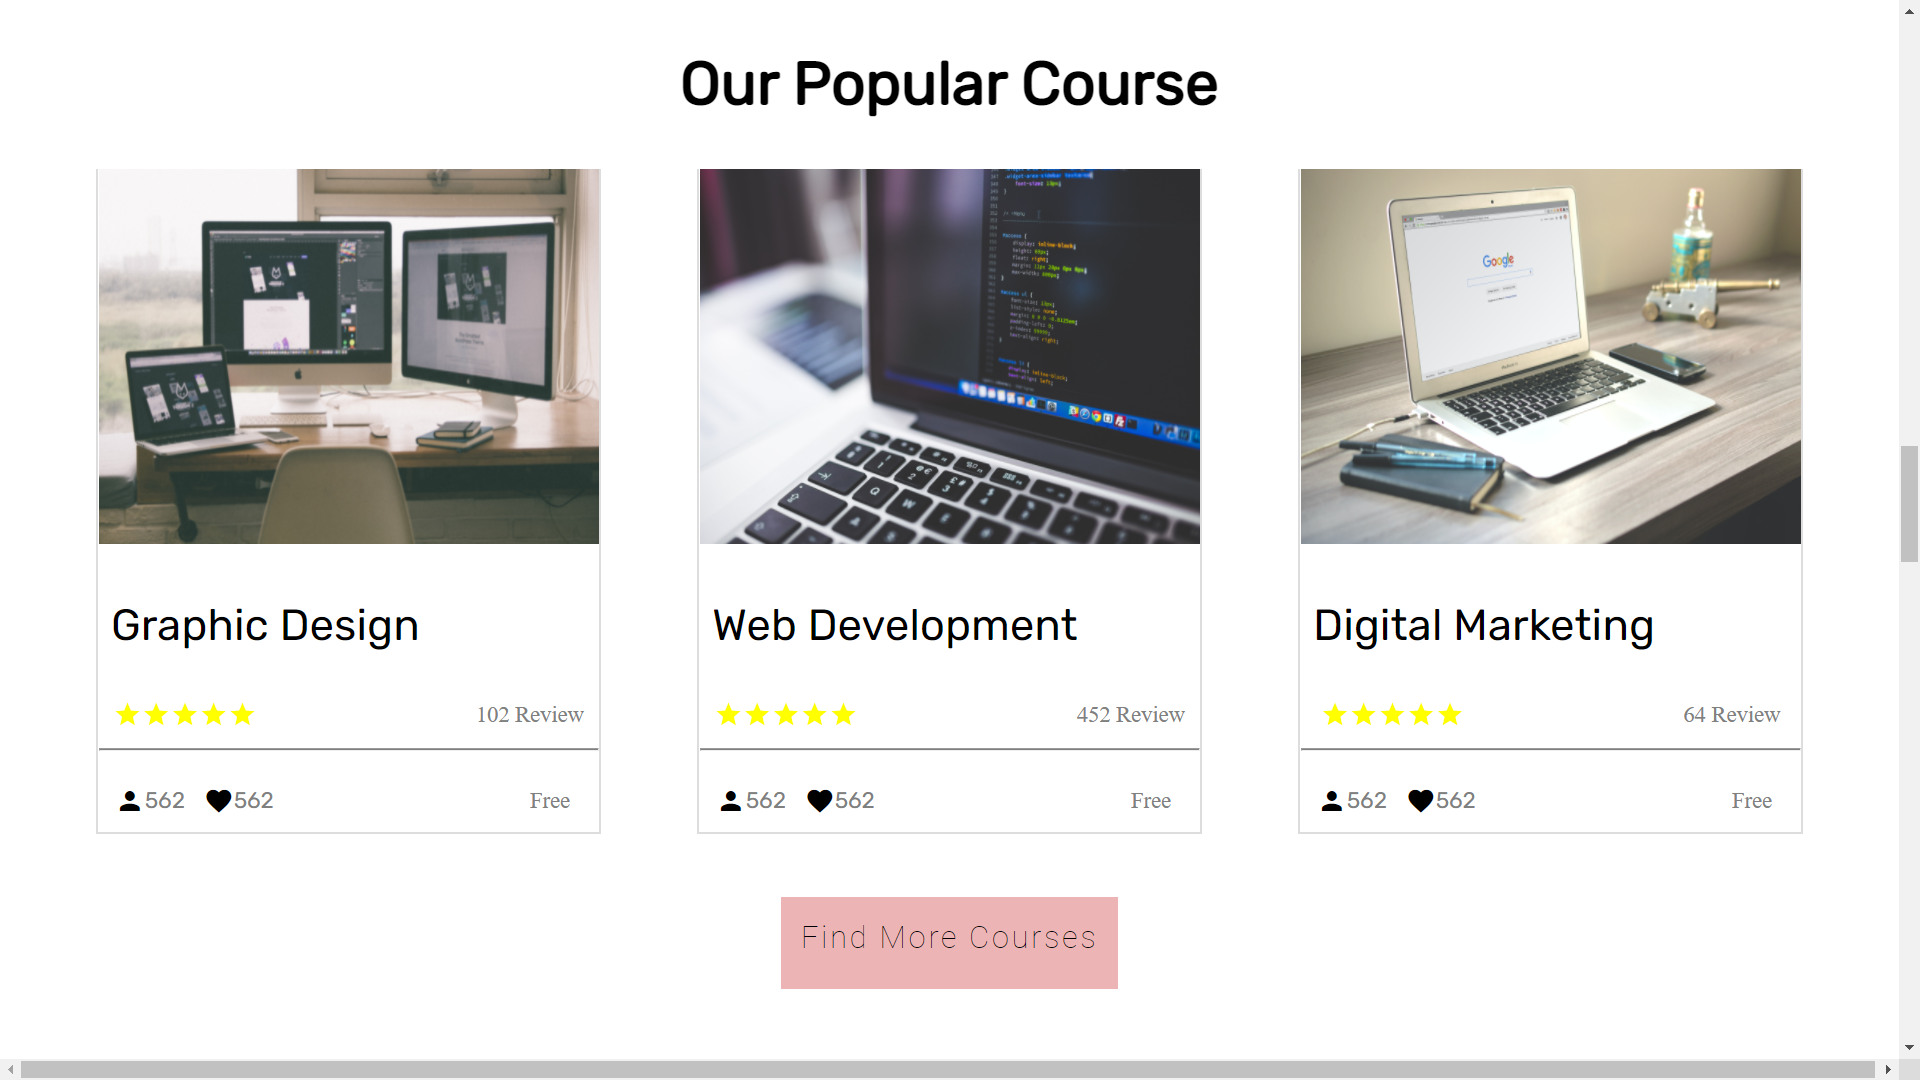 Our Popular Course
Google
Graphic Design
Web Development
Digital Marketing
102 Review
452 Review
64 Review
562 562 Free
562 562 Free
562 562 Free
Find More Courses